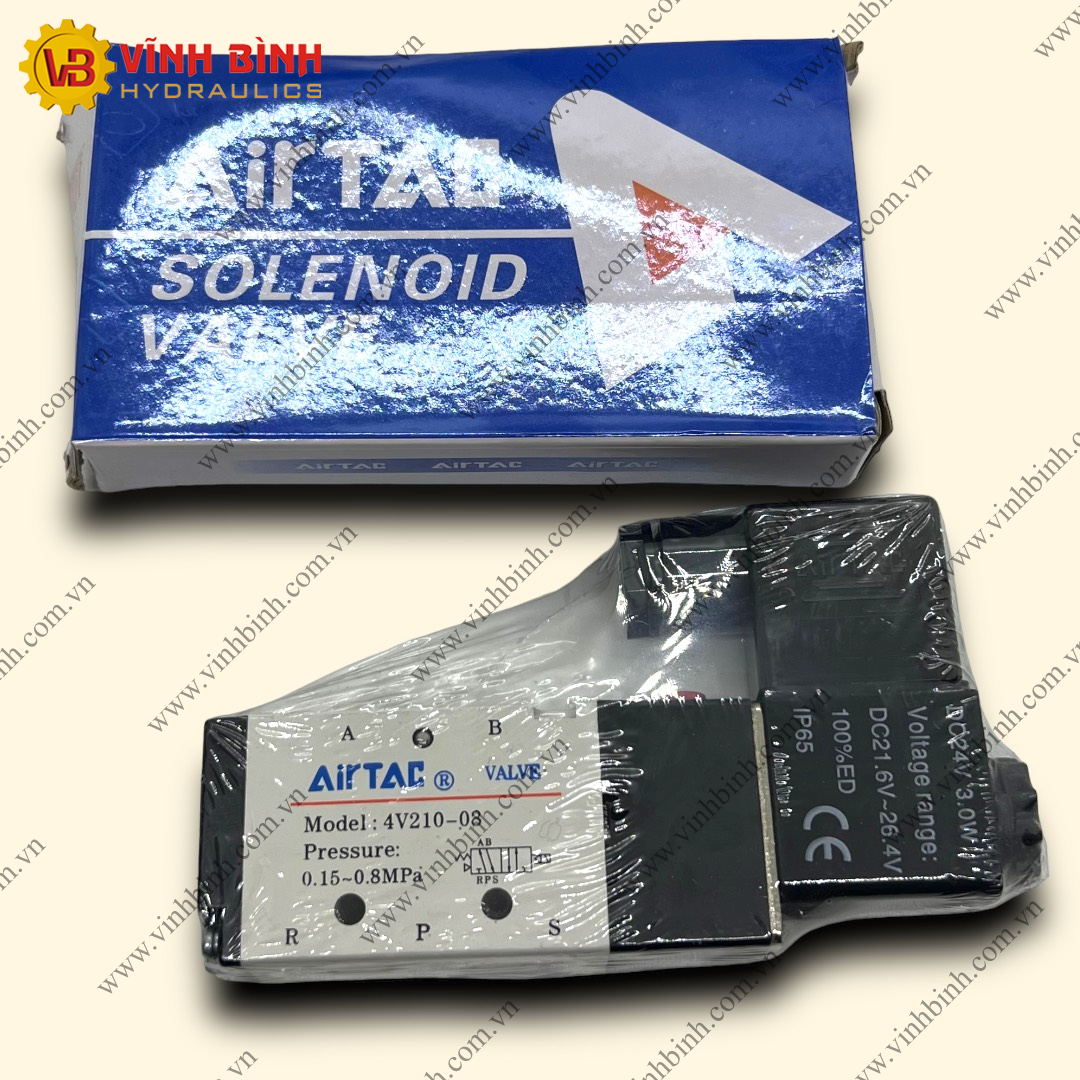 VB VĨNH BÌNH
HYDRAULICS
AirTAC
SOLENOID
VALVE
AirTAC AirTAC AirTAC
A B
AirTAC ® VALVE
Model : 4V210-08
Pressure:
0.15~0.8MPa
AB
RPS
R P S
DC24V 3.0W
Voltage range:
DC21.6V~26.4V
100%ED
IP65
CE
www.vinhbinh.com.vn